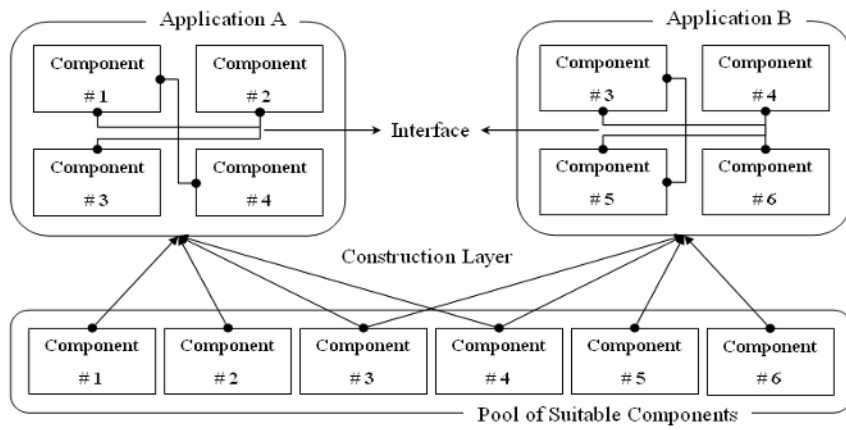 Application A
Application B
Component
#1
Component
#2
Component
#3
Component
#4
Component
#3
Component
#4
Component
#5
Component
#6
Interface
Construction Layer
Component
#1
Component
#2
Component
#3
Component
#4
Component
#5
Component
#6
Pool of Suitable Components